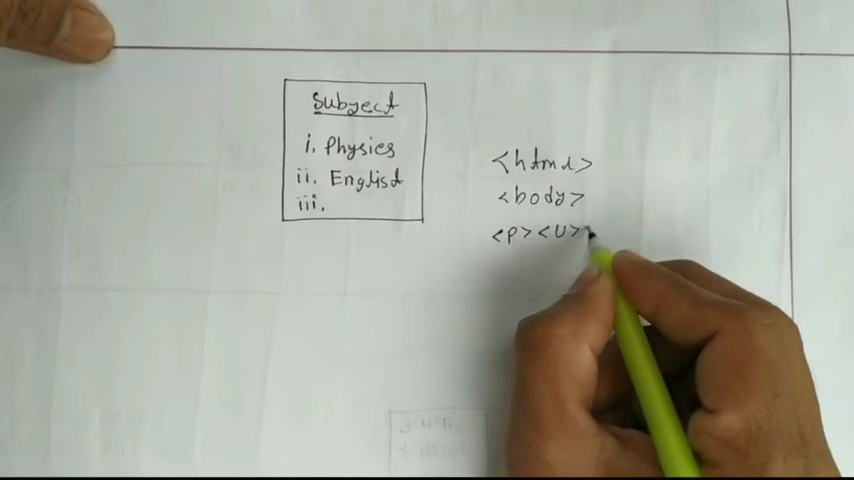 Subject
i. Physics
ii. English
iii.
<html>
<body>
<p><u>